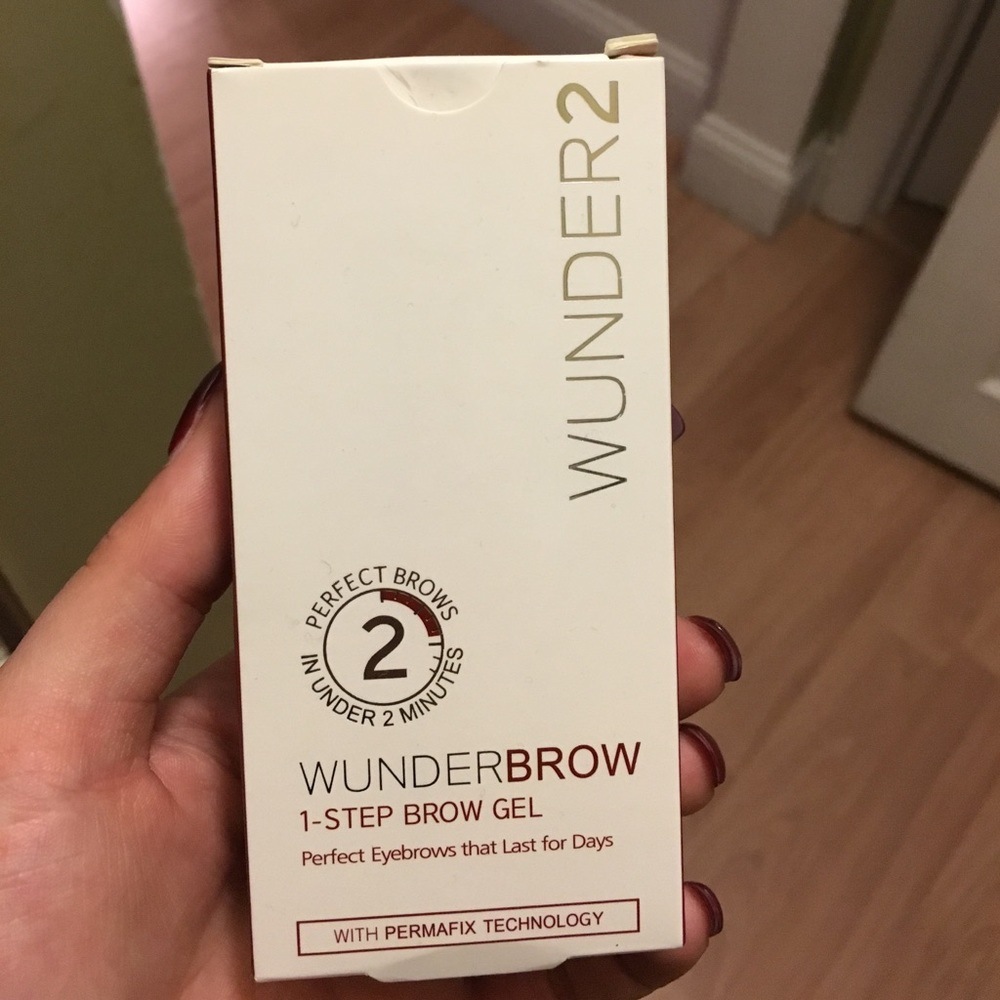 WUNDER2
PERFECT BROWS
2
IN UNDER 2 MINUTES
WUNDERBROW
1-STEP BROW GEL
Perfect Eyebrows that Last for Days
WITH PERMAFIX TECHNOLOGY